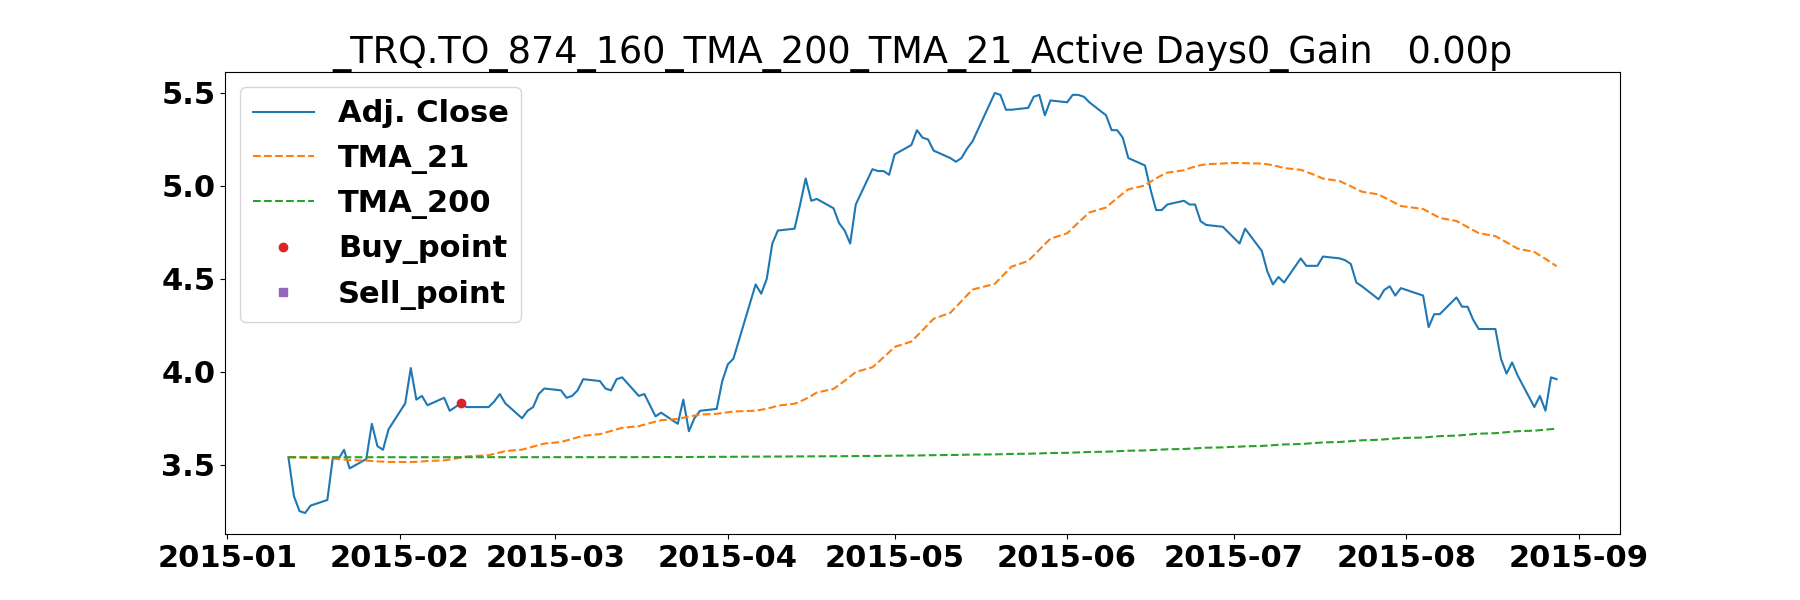 _TRQ.TO_874_160_TMA_200_TMA_21_Active Days0_Gain   0.00p
5.5
5.0
4.5
4.0
3.5
Adj. Close
TMA_21
TMA_200
Buy_point
Sell_point
2015-01 2015-02 2015-03 2015-04 2015-05 2015-06 2015-07 2015-08 2015-09